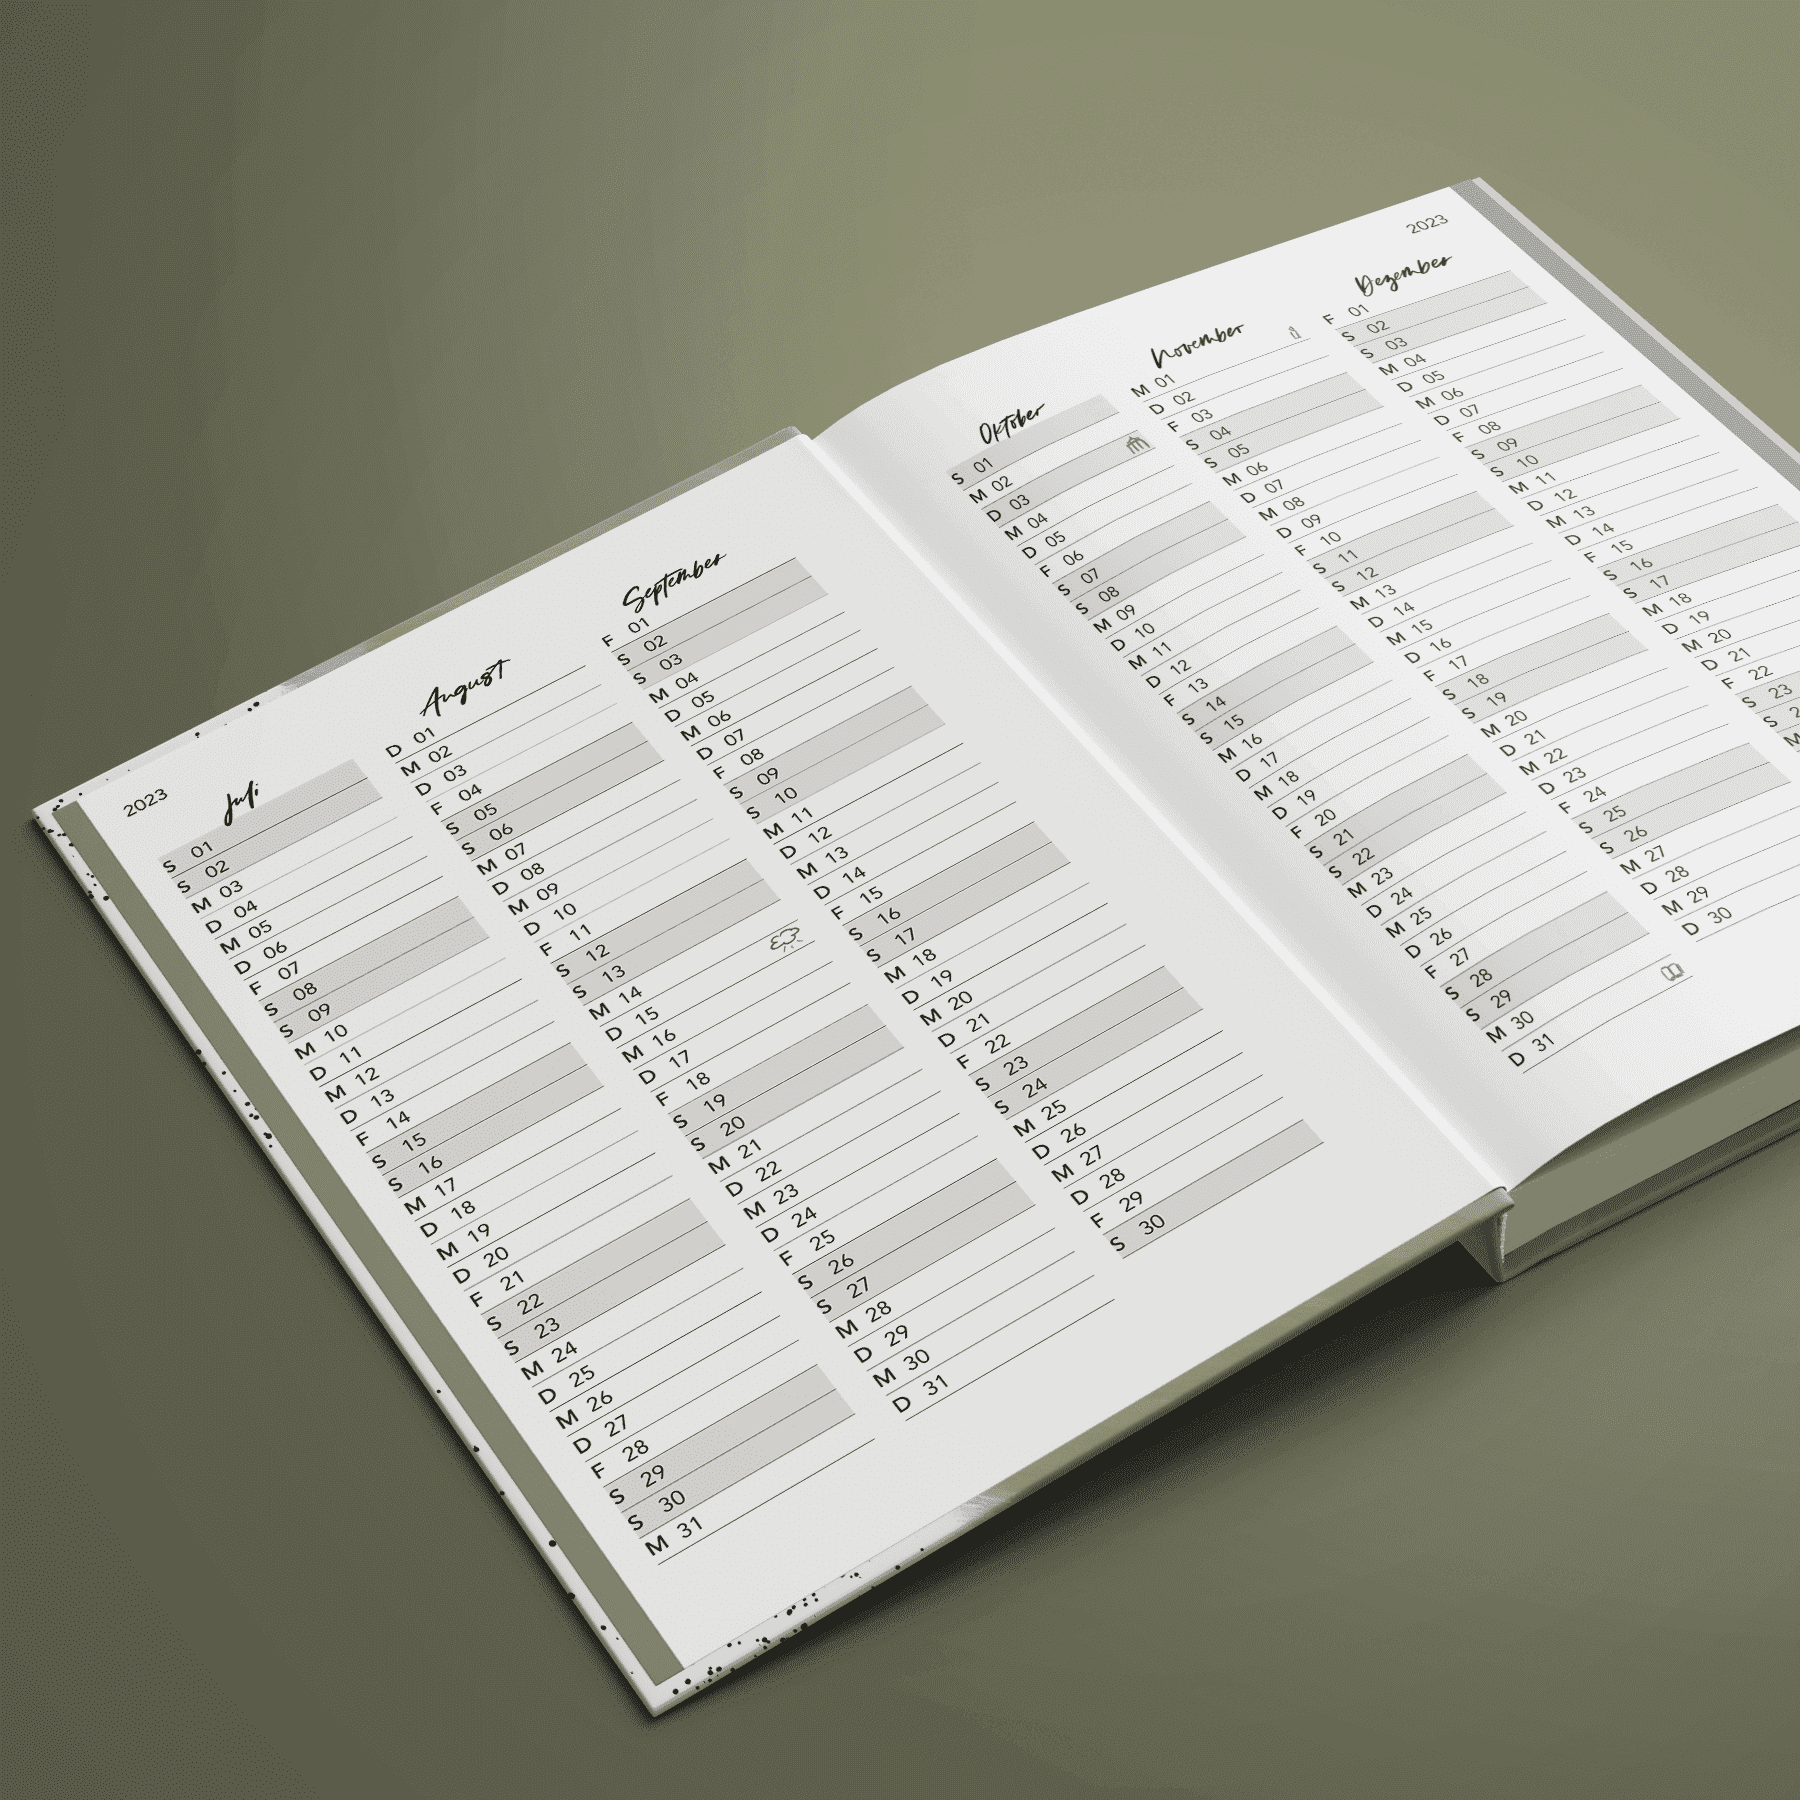 2023
Juli
S 01
S 02
M 03
D 04
M 05
D 06
F 07
S 08
S 09
M 10
D 11
M 12
D 13
F 14
S 15
S 16
M 17
D 18
M 19
D 20
F 21
S 22
S 23
M 24
D 25
M 26
D 27
F 28
S 29
S 30
M 31
August
D 01
M 02
D 03
F 04
S 05
S 06
M 07
D 08
M 09
D 10
F 11
S 12
S 13
M 14
D 15
M 16
D 17
F 18
S 19
S 20
M 21
D 22
M 23
D 24
F 25
S 26
S 27
M 28
D 29
M 30
D 31
September
F 01
S 02
S 03
M 04
D 05
M 06
D 07
F 08
S 09
S 10
M 11
D 12
M 13
D 14
F 15
S 16
S 17
M 18
D 19
M 20
D 21
F 22
S 23
S 24
M 25
D 26
M 27
D 28
F 29
S 30
2023
Oktober
S 01
M 02
D 03
M 04
D 05
F 06
S 07
S 08
M 09
D 10
M 11
D 12
F 13
S 14
S 15
M 16
D 17
M 18
D 19
F 20
S 21
S 22
M 23
D 24
M 25
D 26
F 27
S 28
S 29
M 30
D 31
November
M 01
D 02
F 03
S 04
S 05
M 06
D 07
M 08
D 09
F 10
S 11
S 12
M 13
D 14
M 15
D 16
F 17
S 18
S 19
M 20
D 21
M 22
D 23
F 24
S 25
S 26
M 27
D 28
M 29
D 30
Dezember
F 01
S 02
S 03
M 04
D 05
M 06
D 07
F 08
S 09
S 10
M 11
D 12
M 13
D 14
F 15
S 16
S 17
M 18
D 19
M 20
D 21
F 22
S 23
S